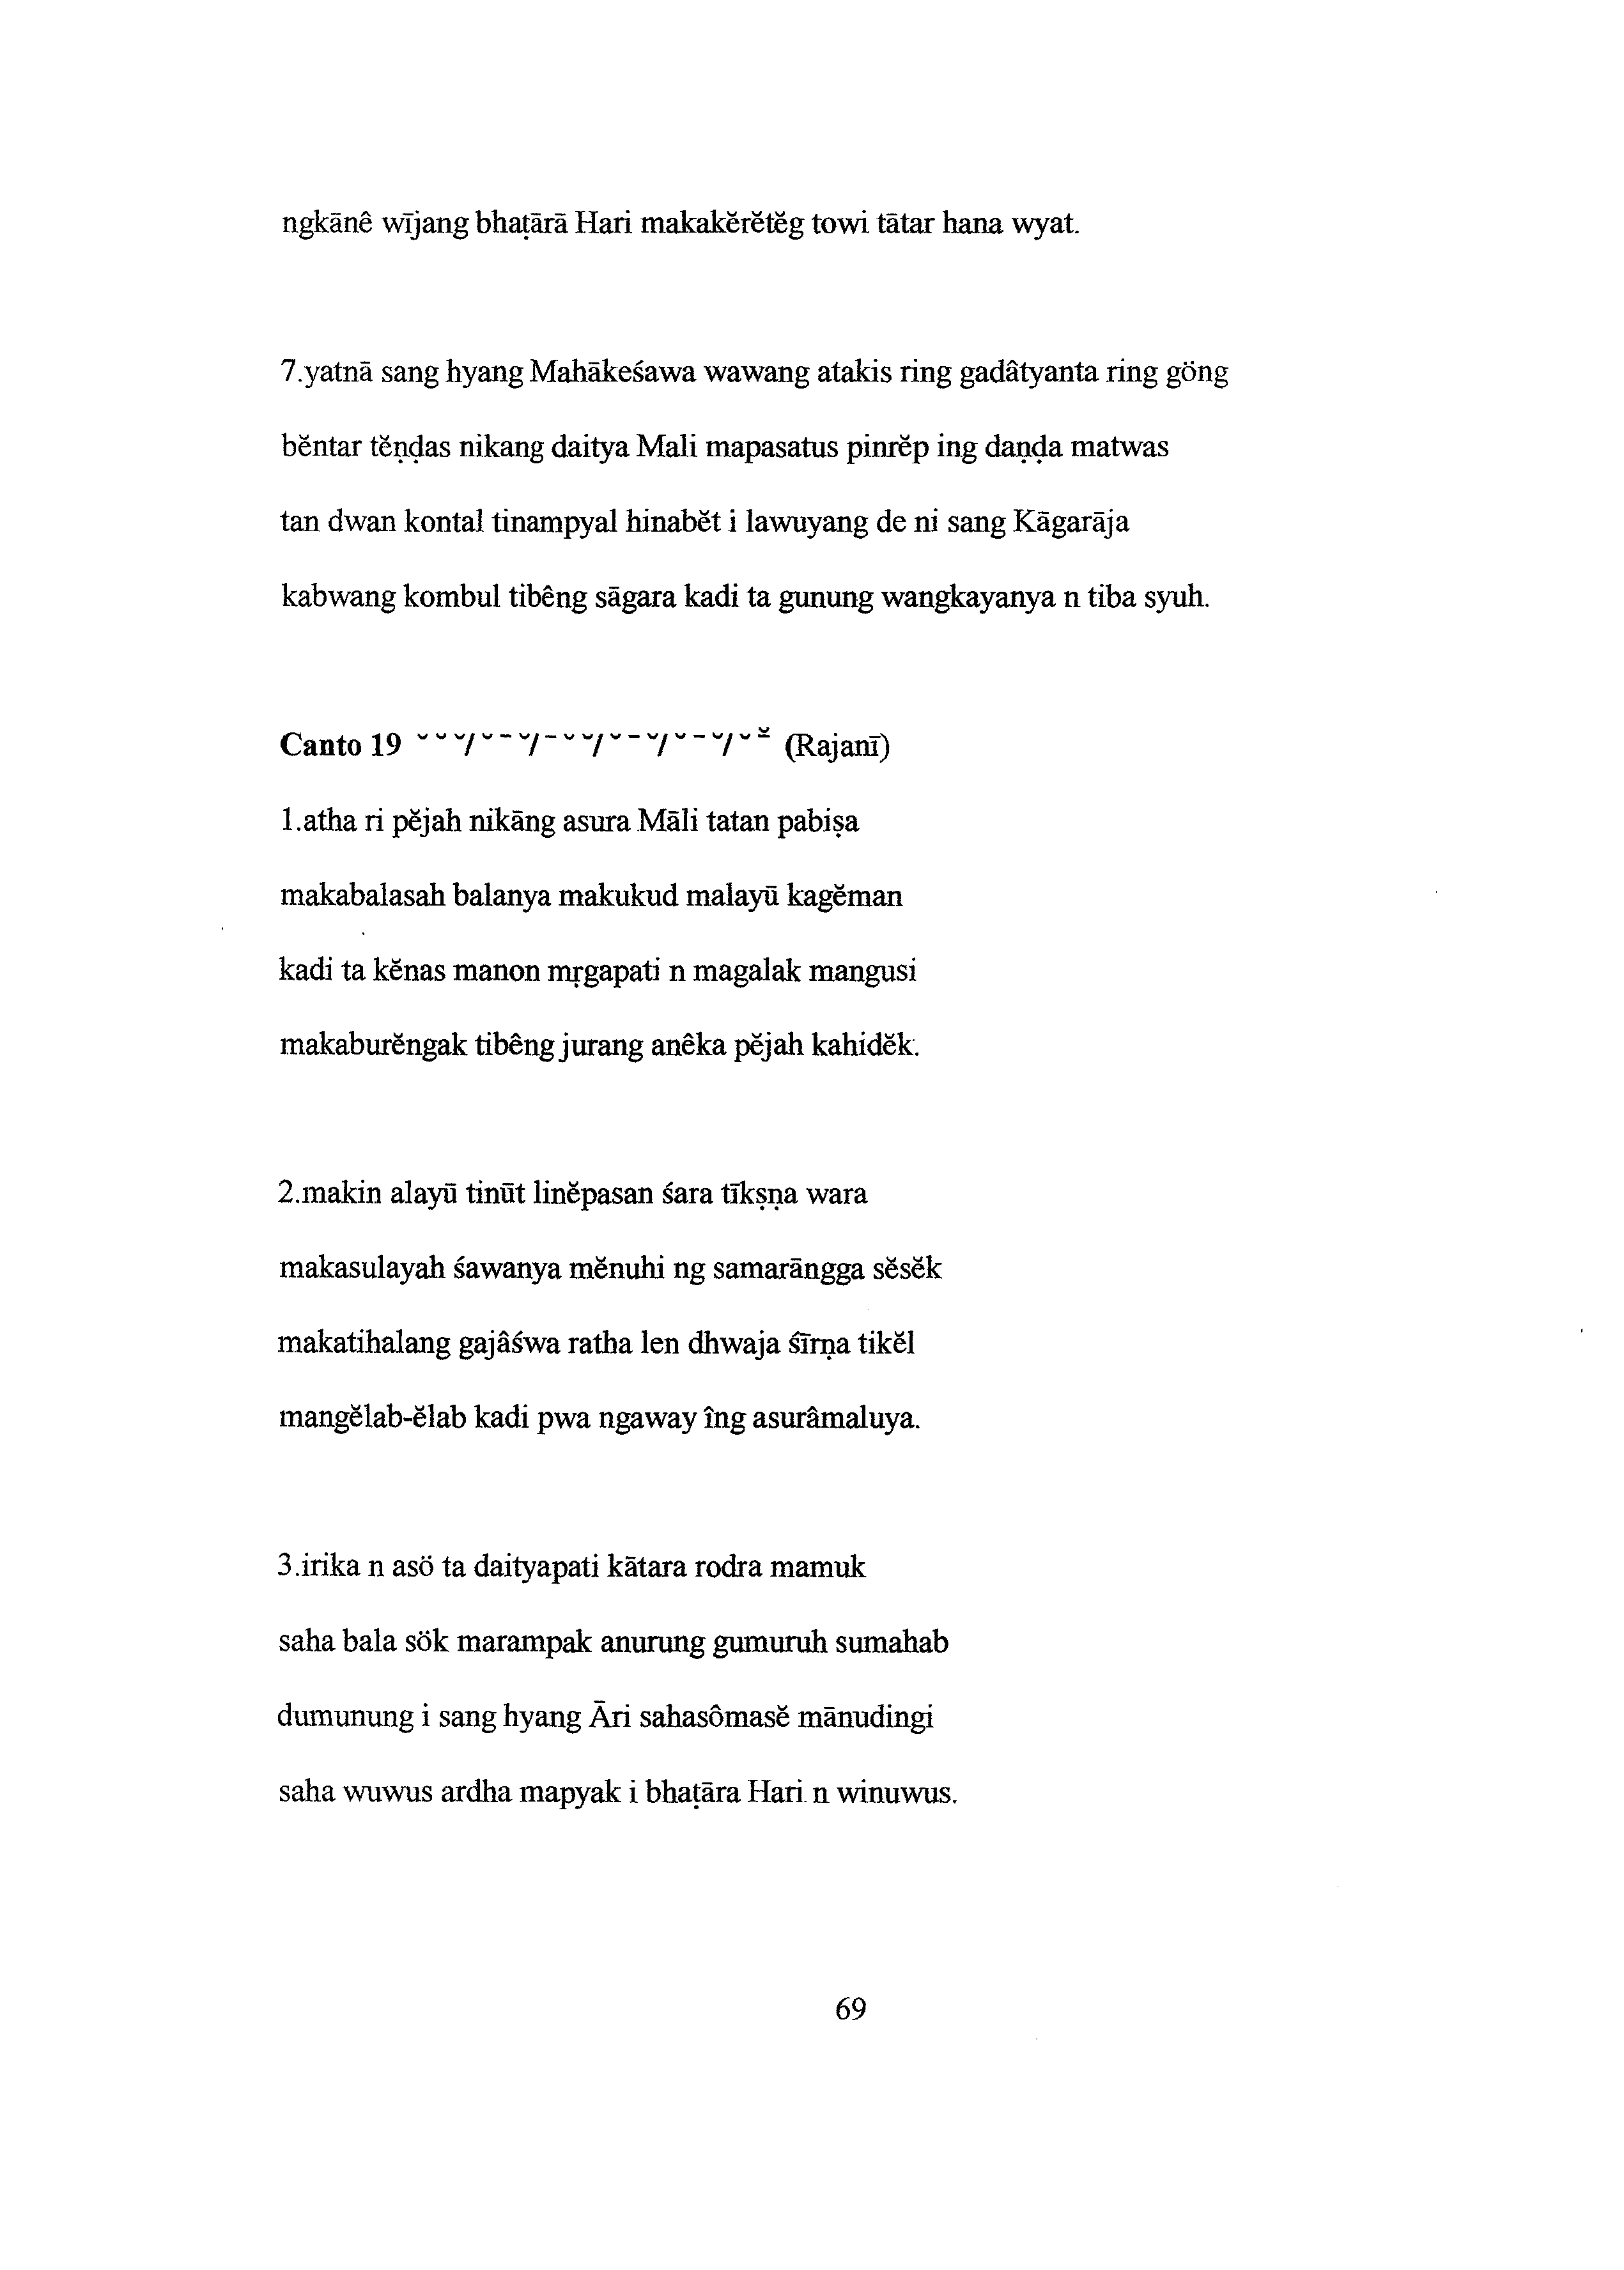 ngkānê wījang bhaṭārā Hari makakĕrĕtĕg towi tātar hana wyat.
7.yatnā sang hyang Mahākeśawa wawang atakis ring gadâtyanta ring göng
bĕntar tĕṇḍas nikang daitya Mali mapasatus pinrĕp ing daṇḍa matwas
tan dwan kontal tinampyal hinabĕt i lawuyang de ni sang Kāgarāja
kabwang kombul tibêng sāgara kadi ta gunung wangkayanya n tiba syuh.
Canto 19 ˘ ˘ ˘/˘ ¯ ˘/¯ ˘ ˘/˘ ¯ ˘/˘ ¯ ˘/˘ ⏓ (Rajanī)
1.atha ri pĕjah nikāng asura Māli tatan pabiṣa
makabalasah balanya makukud malayū kagĕman
kadi ta kĕnas manon mṛgapati n magalak mangusi
makaburĕngak tibêng jurang anêka pĕjah kahidĕk.
2.makin alayū tinūt linĕpasan śara tīkṣṇa wara
makasulayah śawanya mĕnuhi ng samarāngga sĕsĕk
makatihalang gajâśwa ratha len dhwaja śīrṇa tikĕl
mangĕlab-ĕlab kadi pwa ngaway îng asurâmaluya.
3.irika n asö ta daityapati kātara rodra mamuk
saha bala sök marampak anurung gumuruh sumahab
dumunung i sang hyang Āri sahasômasĕ mānudingi
saha wuwus ardha mapyak i bhaṭāra Hari n winuwus.
69